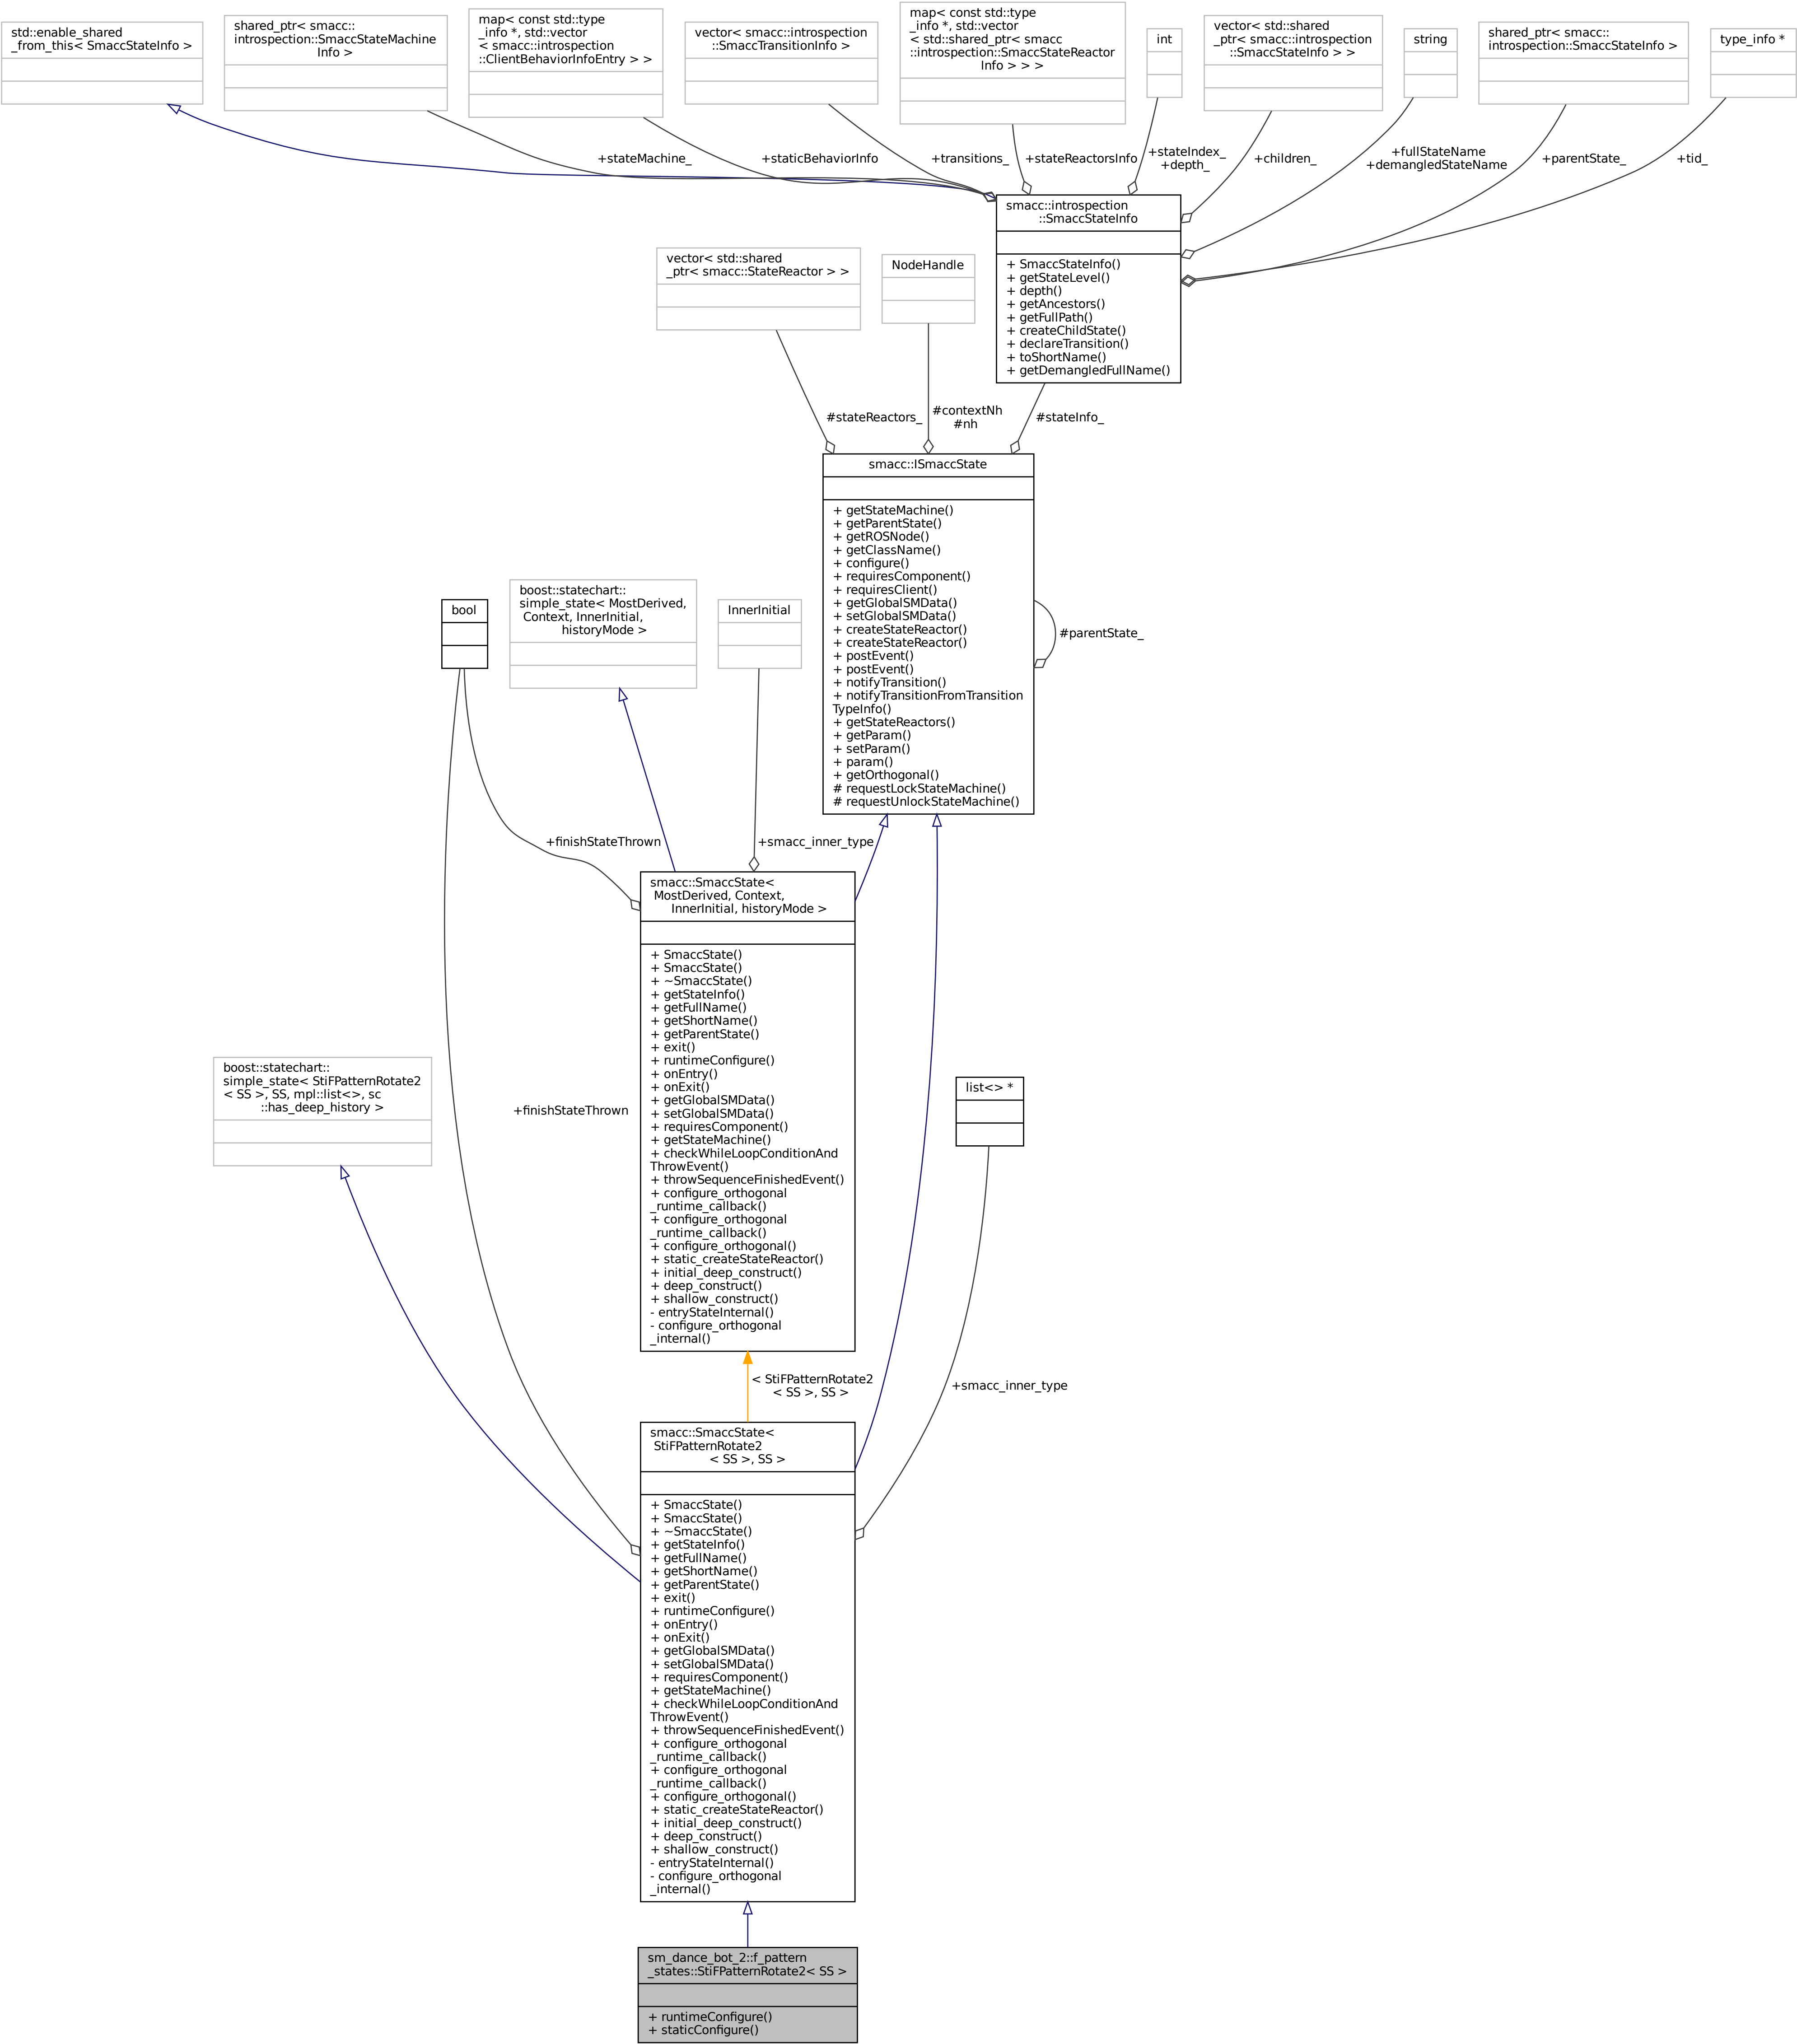 std::enable_shared
_from_this< SmaccStateInfo >
shared_ptr< smacc::
introspection::SmaccStateMachine
Info >
map< const std::type
_info *, std::vector
< smacc::introspection
::ClientBehaviorInfoEntry > >
vector< smacc::introspection
::SmaccTransitionInfo >
map< const std::type
_info *, std::vector
< std::shared_ptr< smacc
::introspection::SmaccStateReactor
Info > > >
int
vector< std::shared
_ptr< smacc::introspection
::SmaccStateInfo > >
string
shared_ptr< smacc::
introspection::SmaccStateInfo >
type_info *
+stateMachine_
+staticBehaviorInfo
+transitions_
+stateReactorsInfo
+stateIndex_
+depth_
+children_
+fullStateName
+demangledStateName
+parentState_
+tid_
smacc::introspection
::SmaccStateInfo
+ SmaccStateInfo()
+ getStateLevel()
+ depth()
+ getAncestors()
+ getFullPath()
+ createChildState()
+ declareTransition()
+ toShortName()
+ getDemangledFullName()
vector< std::shared
_ptr< smacc::StateReactor > >
NodeHandle
#stateReactors_
#contextNh
#nh
#stateInfo_
smacc::ISmaccState
+ getStateMachine()
+ getParentState()
+ getROSNode()
+ getClassName()
+ configure()
+ requiresComponent()
+ requiresClient()
+ getGlobalSMData()
+ setGlobalSMData()
+ createStateReactor()
+ createStateReactor()
+ postEvent()
+ postEvent()
+ notifyTransition()
+ notifyTransitionFromTransition
TypeInfo()
+ getStateReactors()
+ getParam()
+ setParam()
+ param()
+ getOrthogonal()
# requestLockStateMachine()
# requestUnlockStateMachine()
#parentState_
bool
boost::statechart::
simple_state< MostDerived,
Context, InnerInitial,
historyMode >
InnerInitial
+finishStateThrown
+smacc_inner_type
smacc::SmaccState<
MostDerived, Context,
InnerInitial, historyMode >
+ SmaccState()
+ SmaccState()
+ ~SmaccState()
+ getStateInfo()
+ getFullName()
+ getShortName()
+ getParentState()
+ exit()
+ runtimeConfigure()
+ onEntry()
+ onExit()
+ getGlobalSMData()
+ setGlobalSMData()
+ requiresComponent()
+ getStateMachine()
+ checkWhileLoopConditionAnd
ThrowEvent()
+ throwSequenceFinishedEvent()
+ configure_orthogonal
_runtime_callback()
+ configure_orthogonal
_runtime_callback()
+ configure_orthogonal()
+ static_createStateReactor()
+ initial_deep_construct()
+ deep_construct()
+ shallow_construct()
- entryStateInternal()
- configure_orthogonal
_internal()
boost::statechart::
simple_state< StiFPatternRotate2
< SS >, SS, mpl::list<>, sc
::has_deep_history >
+finishStateThrown
list<> *
< StiFPatternRotate2
< SS >, SS >
+smacc_inner_type
smacc::SmaccState<
StiFPatternRotate2
< SS >, SS >
+ SmaccState()
+ SmaccState()
+ ~SmaccState()
+ getStateInfo()
+ getFullName()
+ getShortName()
+ getParentState()
+ exit()
+ runtimeConfigure()
+ onEntry()
+ onExit()
+ getGlobalSMData()
+ setGlobalSMData()
+ requiresComponent()
+ getStateMachine()
+ checkWhileLoopConditionAnd
ThrowEvent()
+ throwSequenceFinishedEvent()
+ configure_orthogonal
_runtime_callback()
+ configure_orthogonal
_runtime_callback()
+ configure_orthogonal()
+ static_createStateReactor()
+ initial_deep_construct()
+ deep_construct()
+ shallow_construct()
- entryStateInternal()
- configure_orthogonal
_internal()
sm_dance_bot_2::f_pattern
_states::StiFPatternRotate2< SS >
+ runtimeConfigure()
+ staticConfigure()